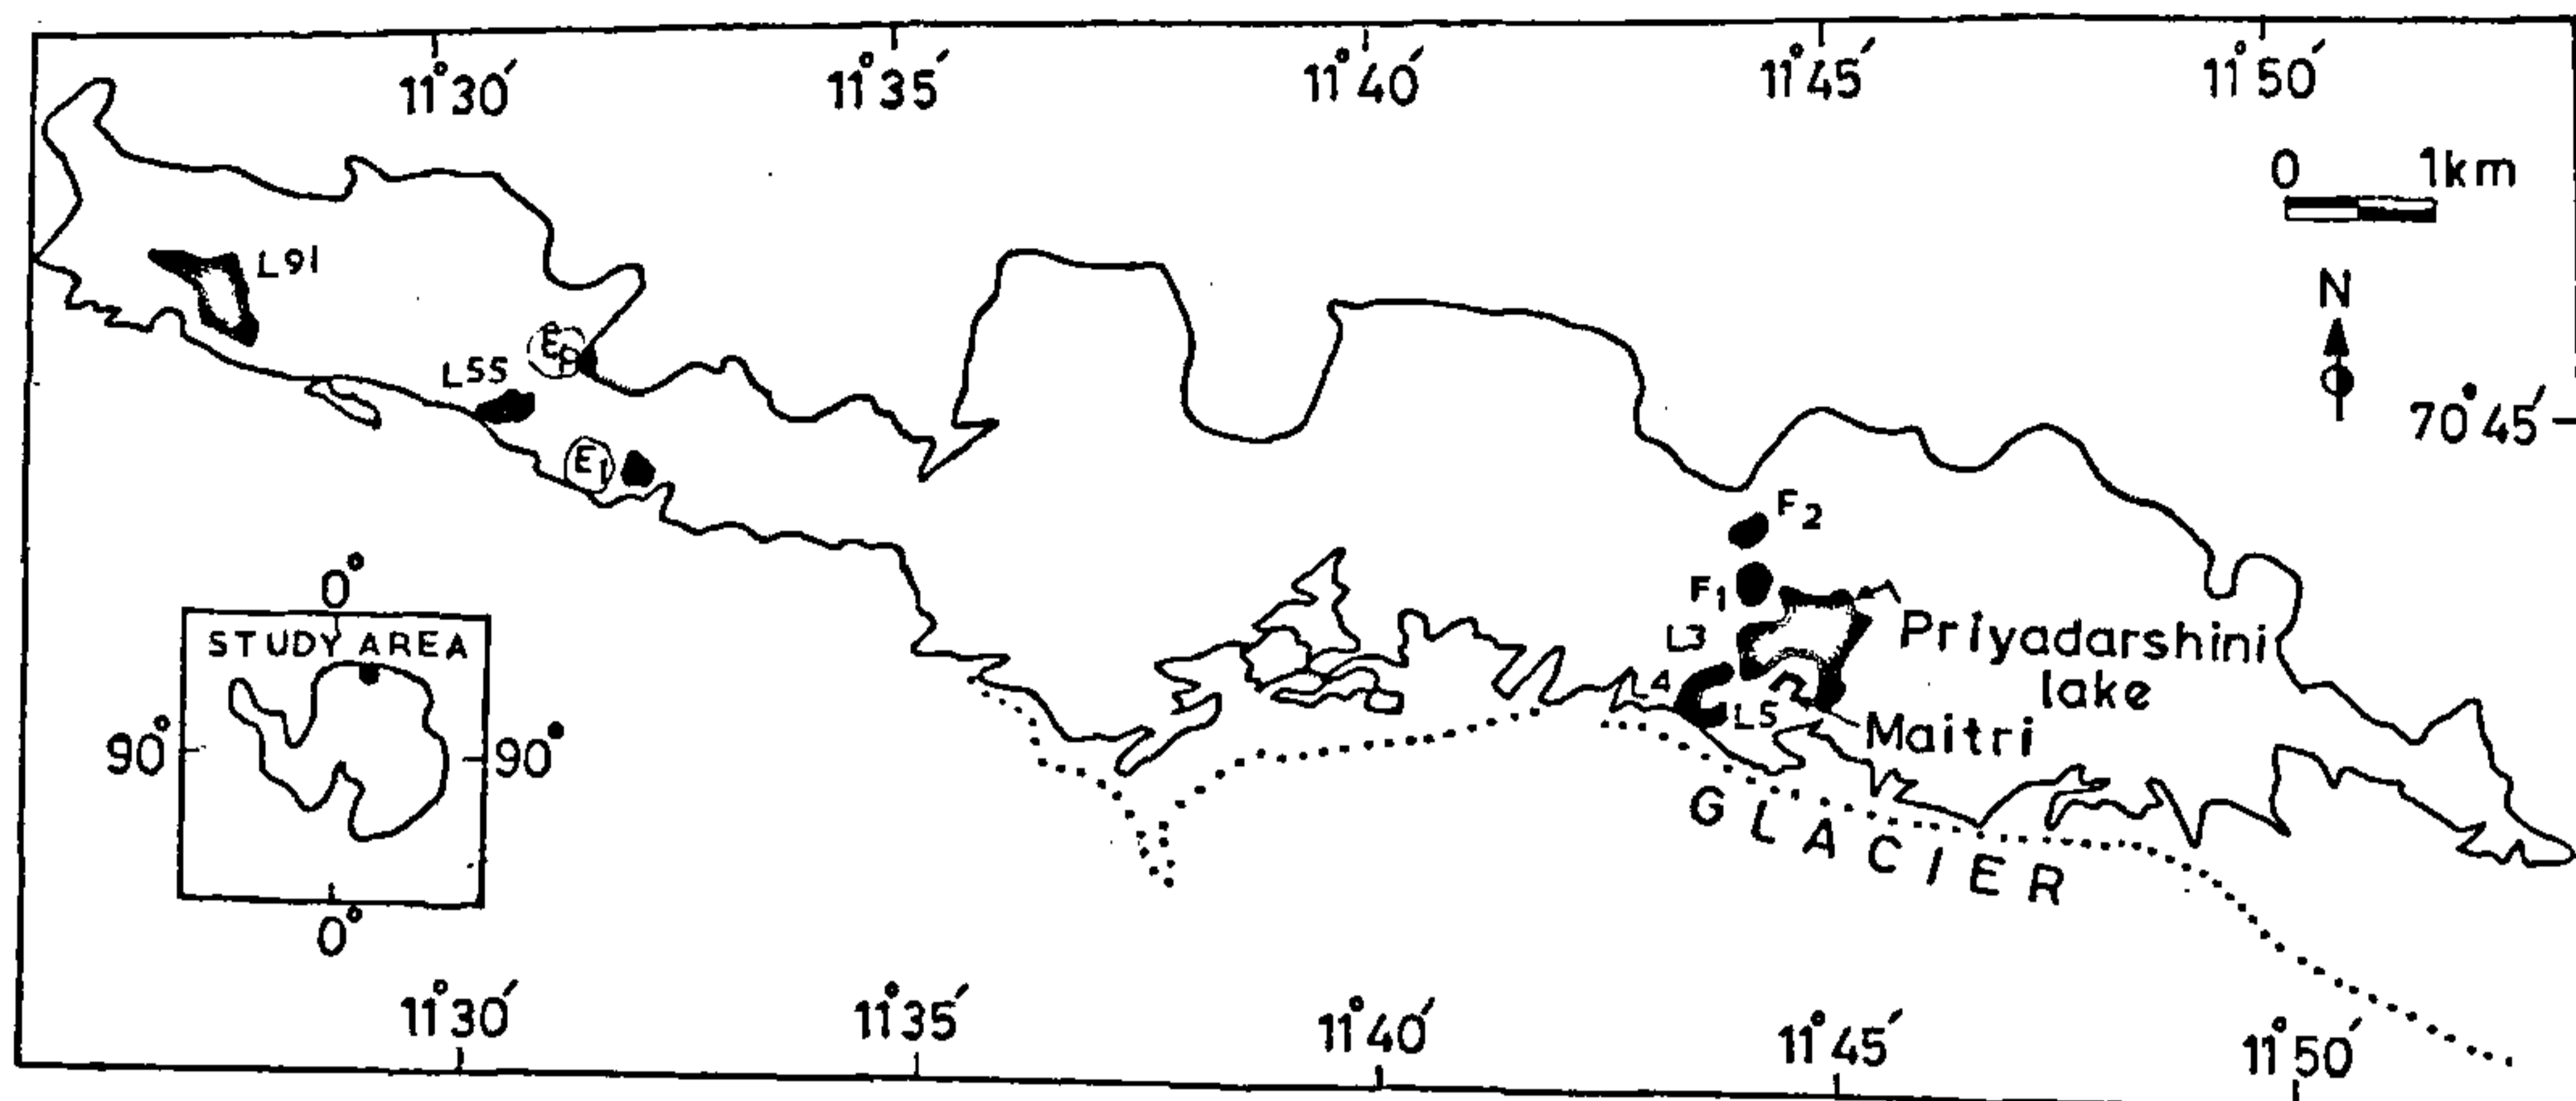 11°30′ 11°35′ 11°40′ 11°45′ 11°50′
0 1km
N
70°45′
L91
Ep
L55
E1
F2
F1
L3
Priyadarshini
lake
4
L5
Maitri
GLACIER
0°
STUDY AREA
90° 90°
0°
11°30′ 11°35′ 11°40′ 11°45′ 11°50′